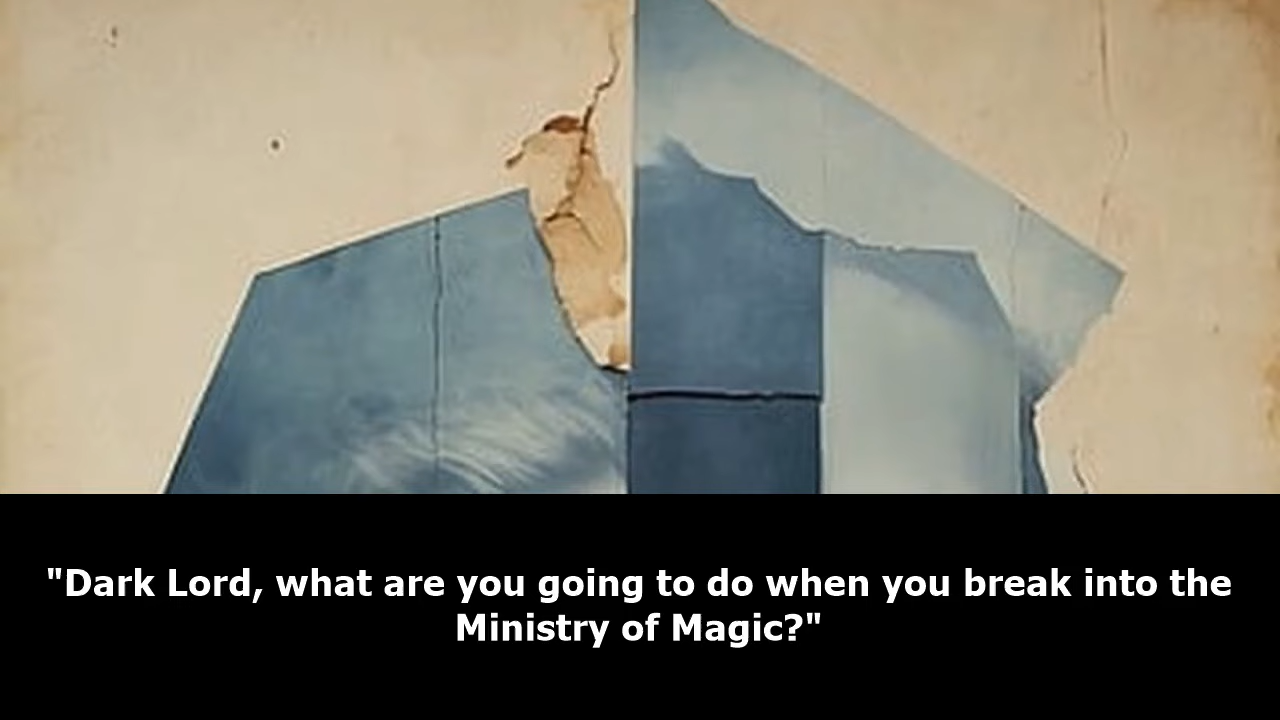 "Dark Lord, what are you going to do when you break into the
Ministry of Magic?"